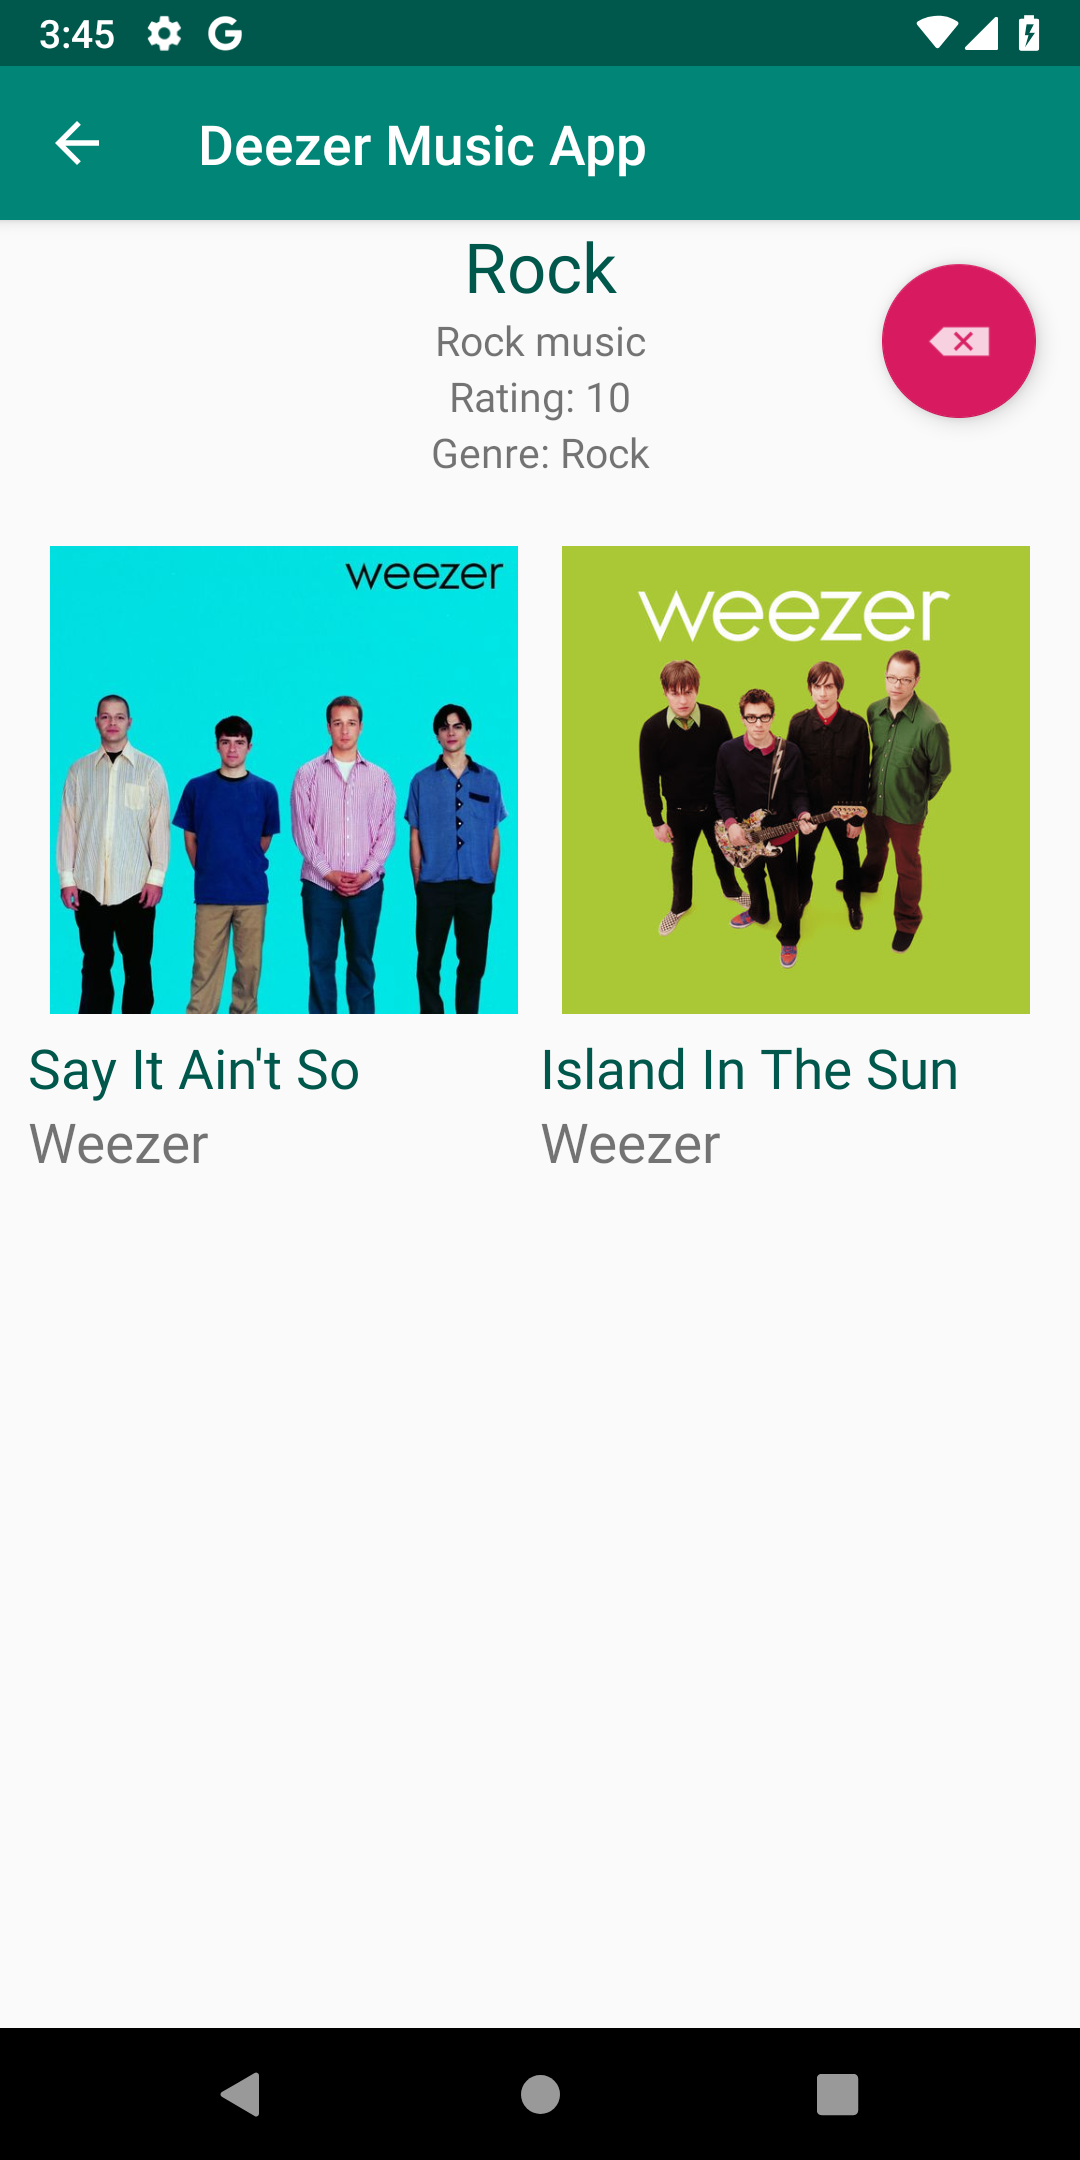 3:45
Deezer Music App
Rock
Rock music
Rating: 10
Genre: Rock
weezer
weezer
Say It Ain't So
Island In The Sun
Weezer
Weezer